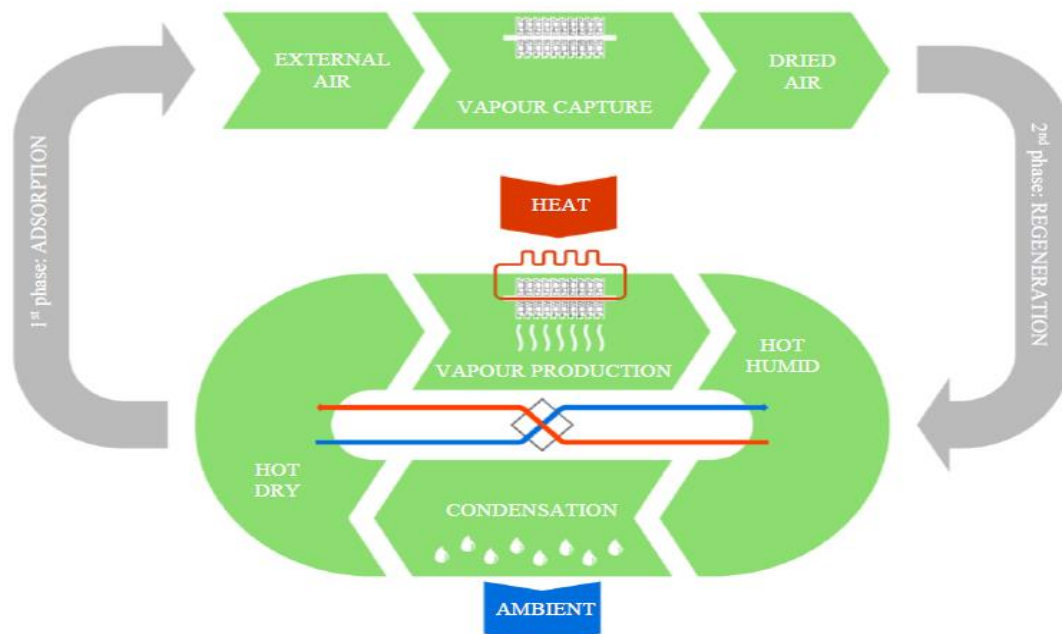 EXTERNAL
AIR
VAPOUR CAPTURE
DRIED
AIR
1st phase: ADSORPTION
2nd phase: REGENERATION
HEAT
VAPOUR PRODUCTION
HOT
HUMID
HOT
DRY
CONDENSATION
AMBIENT